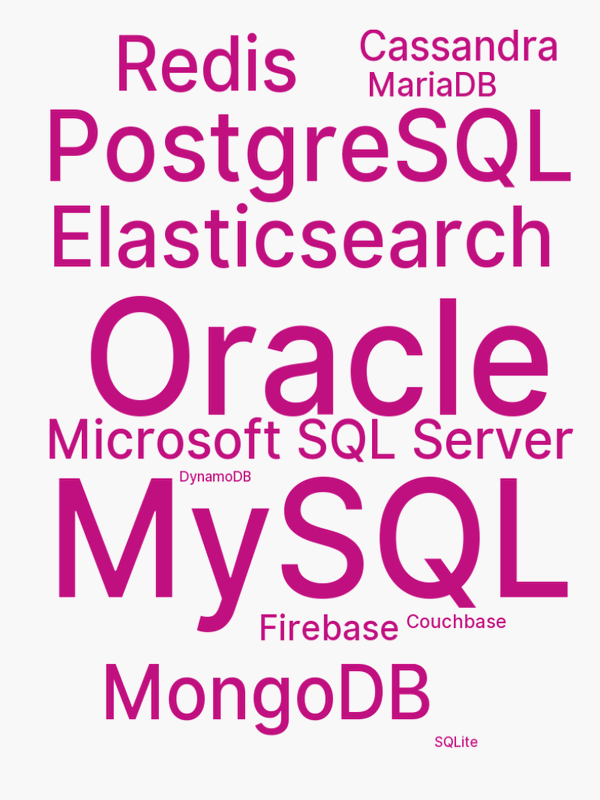 Redis
Cassandra
MariaDB
PostgreSQL
Elasticsearch
Oracle
Microsoft SQL Server
DynamoDB
MySQL
Firebase
Couchbase
MongoDB
SQLite